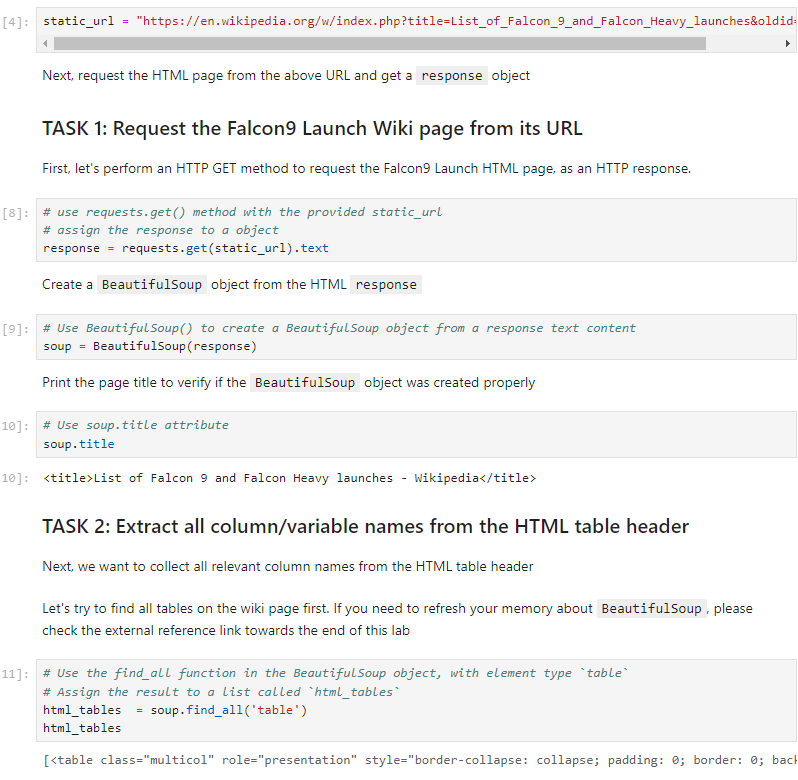 [4]: static_url = "https://en.wikipedia.org/w/index.php?title=List_of_Falcon_9_and_Falcon_Heavy_launches&oldid=
Next, request the HTML page from the above URL and get a response object
TASK 1: Request the Falcon9 Launch Wiki page from its URL
First, let's perform an HTTP GET method to request the Falcon9 Launch HTML page, as an HTTP response.
[8]: # use requests.get() method with the provided static_url
# assign the response to a object
response = requests.get(static_url).text
Create a BeautifulSoup object from the HTML response
[9]: # Use BeautifulSoup() to create a BeautifulSoup object from a response text content
soup = BeautifulSoup(response)
Print the page title to verify if the BeautifulSoup object was created properly
10]: # Use soup.title attribute
soup.title
10]: <title>List of Falcon 9 and Falcon Heavy launches - Wikipedia</title>
TASK 2: Extract all column/variable names from the HTML table header
Next, we want to collect all relevant column names from the HTML table header
Let's try to find all tables on the wiki page first. If you need to refresh your memory about BeautifulSoup, please
check the external reference link towards the end of this lab
11]: # Use the find_all function in the BeautifulSoup object, with element type `table`
# Assign the result to a list called `html_tables`
html_tables  = soup.find_all('table')
html_tables
[<table class="multicol" role="presentation" style="border-collapse: collapse; padding: 0; border: 0; back